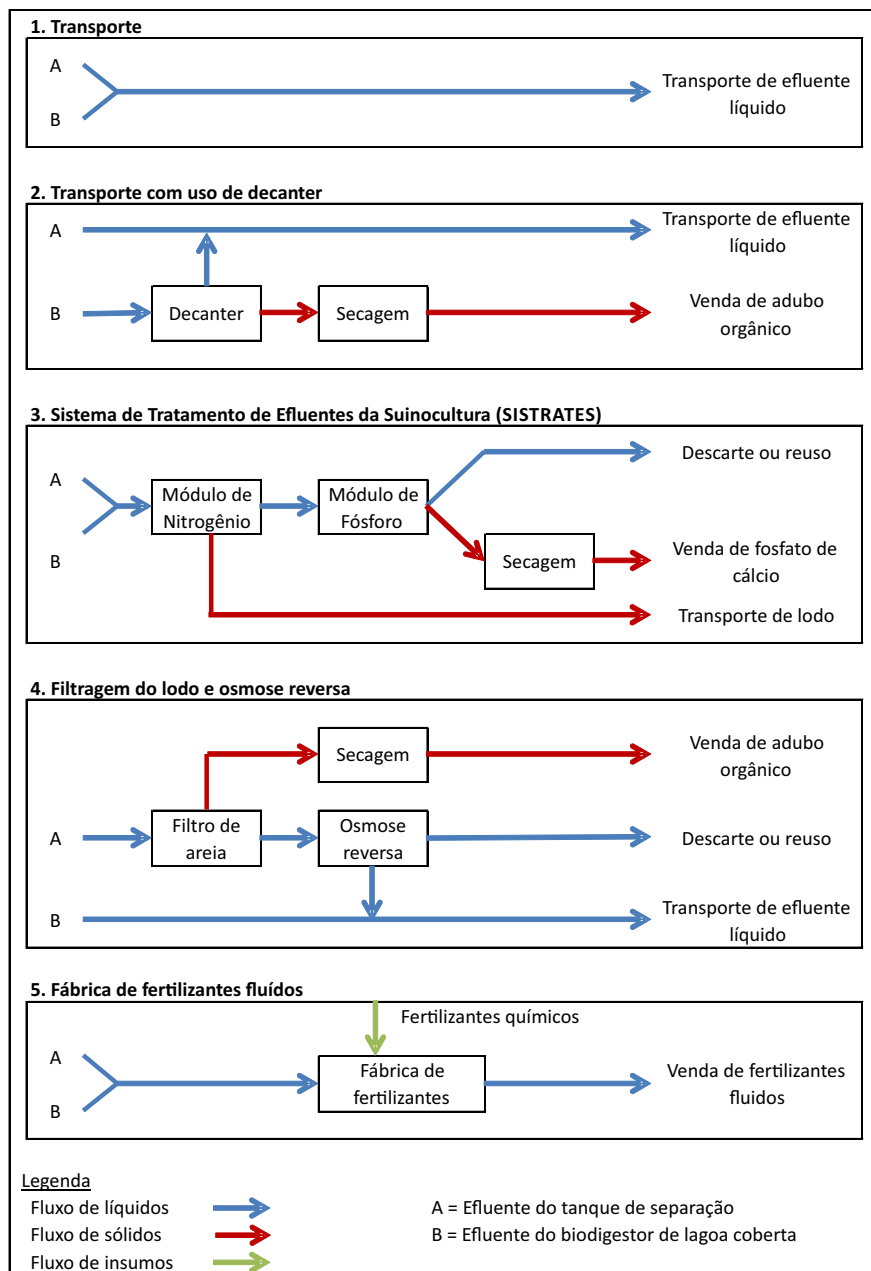 1. Transporte
A
B
Transporte de efluente
líquido
2. Transporte com uso de decanter
A
B
Decanter
Secagem
Transporte de efluente
líquido
Venda de adubo
orgânico
3. Sistema de Tratamento de Efluentes da Suinocultura (SISTRATES)
A
B
Módulo de
Nitrogênio
Módulo de
Fósforo
Secagem
Descarte ou reuso
Venda de fosfato de
cálcio
Transporte de lodo
4. Filtragem do lodo e osmose reversa
Secagem
Venda de adubo
orgânico
A
Filtro de
areia
Osmose
reversa
Descarte ou reuso
B
Transporte de efluente
líquido
5. Fábrica de fertilizantes fluídos
Fertilizantes químicos
A
B
Fábrica de
fertilizantes
Venda de fertilizantes
fluidos
Legenda
Fluxo de líquidos
Fluxo de sólidos
Fluxo de insumos
A = Efluente do tanque de separação
B = Efluente do biodigestor de lagoa coberta